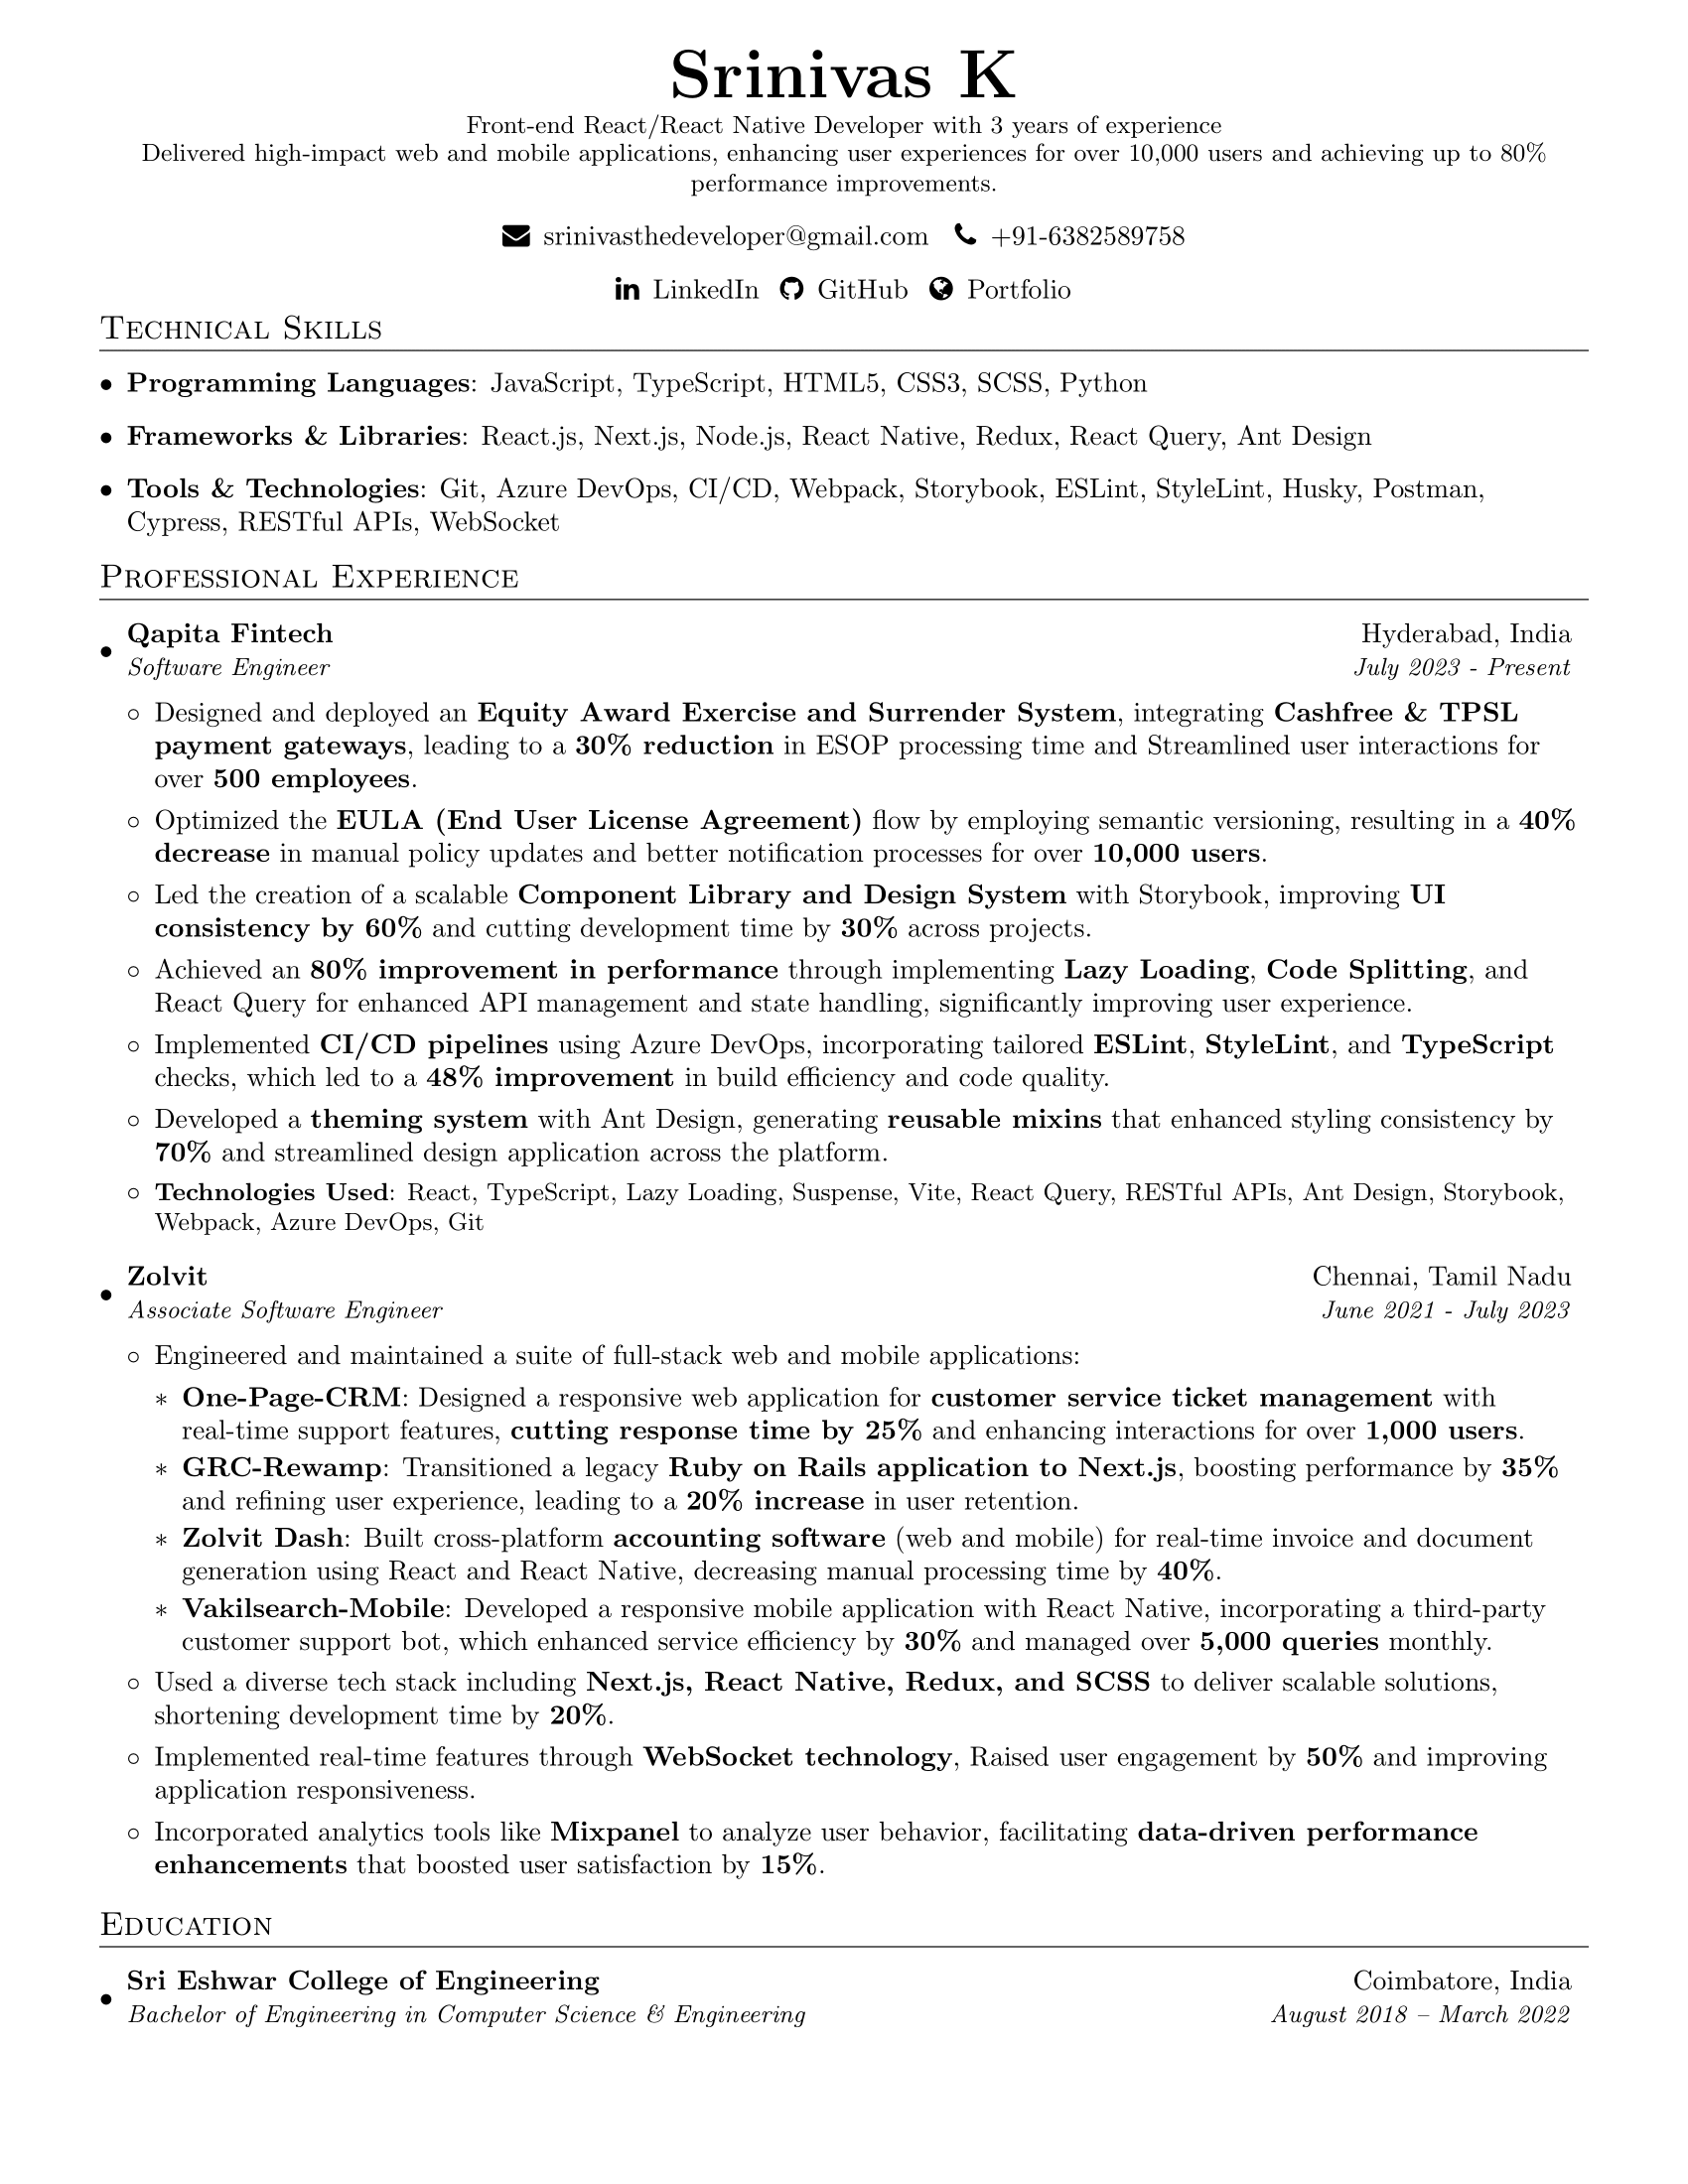 Srinivas K
Front-end React/React Native Developer with 3 years of experience
Delivered high-impact web and mobile applications, enhancing user experiences for over 10,000 users and achieving up to 80%
performance improvements.
srinivasthedeveloper@gmail.com +91-6382589758
LinkedIn GitHub Portfolio
Technical Skills
• Programming Languages: JavaScript, TypeScript, HTML5, CSS3, SCSS, Python
• Frameworks & Libraries: React.js, Next.js, Node.js, React Native, Redux, React Query, Ant Design
• Tools & Technologies: Git, Azure DevOps, CI/CD, Webpack, Storybook, ESLint, StyleLint, Husky, Postman,
Cypress, RESTful APIs, WebSocket
Professional Experience
• Qapita Fintech Hyderabad, India
Software Engineer July 2023 - Present
◦ Designed and deployed an Equity Award Exercise and Surrender System, integrating Cashfree & TPSL
payment gateways, leading to a 30% reduction in ESOP processing time and Streamlined user interactions for
over 500 employees.
◦ Optimized the EULA (End User License Agreement) flow by employing semantic versioning, resulting in a 40%
decrease in manual policy updates and better notification processes for over 10,000 users.
◦ Led the creation of a scalable Component Library and Design System with Storybook, improving UI
consistency by 60% and cutting development time by 30% across projects.
◦ Achieved an 80% improvement in performance through implementing Lazy Loading, Code Splitting, and
React Query for enhanced API management and state handling, significantly improving user experience.
◦ Implemented CI/CD pipelines using Azure DevOps, incorporating tailored ESLint, StyleLint, and TypeScript
checks, which led to a 48% improvement in build efficiency and code quality.
◦ Developed a theming system with Ant Design, generating reusable mixins that enhanced styling consistency by
70% and streamlined design application across the platform.
◦ Technologies Used: React, TypeScript, Lazy Loading, Suspense, Vite, React Query, RESTful APIs, Ant Design, Storybook,
Webpack, Azure DevOps, Git
• Zolvit Chennai, Tamil Nadu
Associate Software Engineer June 2021 - July 2023
◦ Engineered and maintained a suite of full-stack web and mobile applications:
∗ One-Page-CRM: Designed a responsive web application for customer service ticket management with
real-time support features, cutting response time by 25% and enhancing interactions for over 1,000 users.
∗ GRC-Rewamp: Transitioned a legacy Ruby on Rails application to Next.js, boosting performance by 35%
and refining user experience, leading to a 20% increase in user retention.
∗ Zolvit Dash: Built cross-platform accounting software (web and mobile) for real-time invoice and document
generation using React and React Native, decreasing manual processing time by 40%.
∗ Vakilsearch-Mobile: Developed a responsive mobile application with React Native, incorporating a third-party
customer support bot, which enhanced service efficiency by 30% and managed over 5,000 queries monthly.
◦ Used a diverse tech stack including Next.js, React Native, Redux, and SCSS to deliver scalable solutions,
shortening development time by 20%.
◦ Implemented real-time features through WebSocket technology, Raised user engagement by 50% and improving
application responsiveness.
◦ Incorporated analytics tools like Mixpanel to analyze user behavior, facilitating data-driven performance
enhancements that boosted user satisfaction by 15%.
Education
• Sri Eshwar College of Engineering Coimbatore, India
Bachelor of Engineering in Computer Science & Engineering August 2018 – March 2022